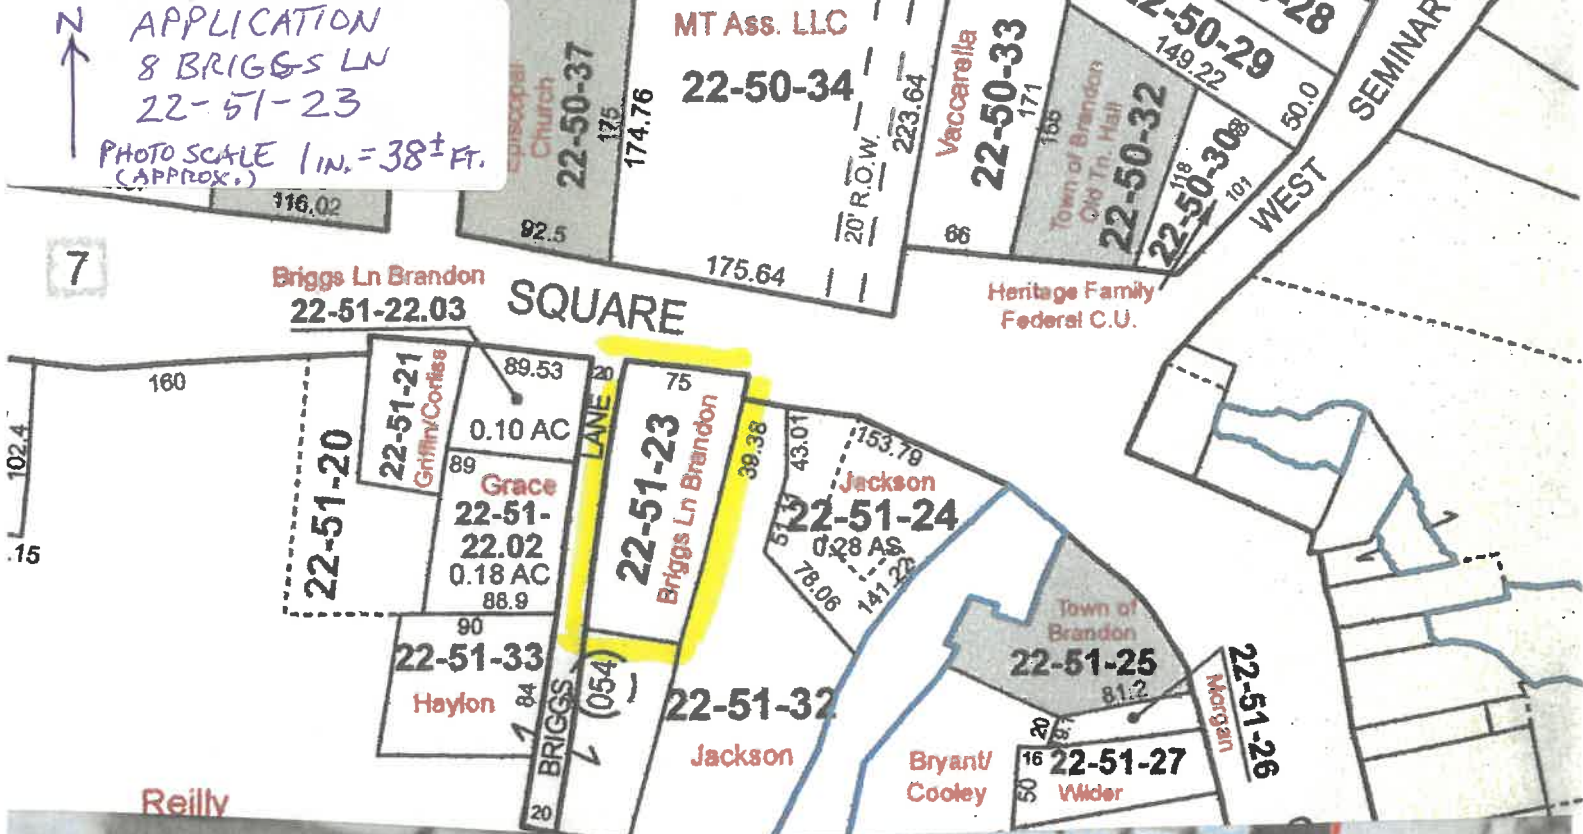 N
APPLICATION
8 BRIGGS LN
22-51-23
PHOTO SCALE 1 IN. = 38± FT.
(APPROX.)
116.02
Episcopal
Church
22-50-37
175
174.76
92.5
MT Ass. LLC
22-50-34
175.64
20' R.O.W.
223.64
Vaccarella
22-50-33
171
66
166
Town of Brandon
Old Tn. Hall
22-50-32
22-50-29
149.22
50.0
118
22-50-30
101
SEMINAR
WEST
Heritage Family
Federal C.U.
7
Briggs Ln Brandon
22-51-22.03
SQUARE
160
102.4
.15
22-51-20
22-51-21
Griffin/Corliss
89.53
0.10 AC
20
LANE
75
22-51-23
Briggs Ln Brandon
39.38
43.01
153.79
Jackson
22-51-24
0.28 AS
78.06
141.22
89
Grace
22-51-
22.02
0.18 AC
88.9
90
22-51-33
Haylon
84
BRIGGS
(054)
20
22-51-32
Jackson
Town of
Brandon
22-51-25
81.2
Morgan
22-51-26
20
16
22-51-27
50
Wilder
Bryant/
Cooley
Reilly